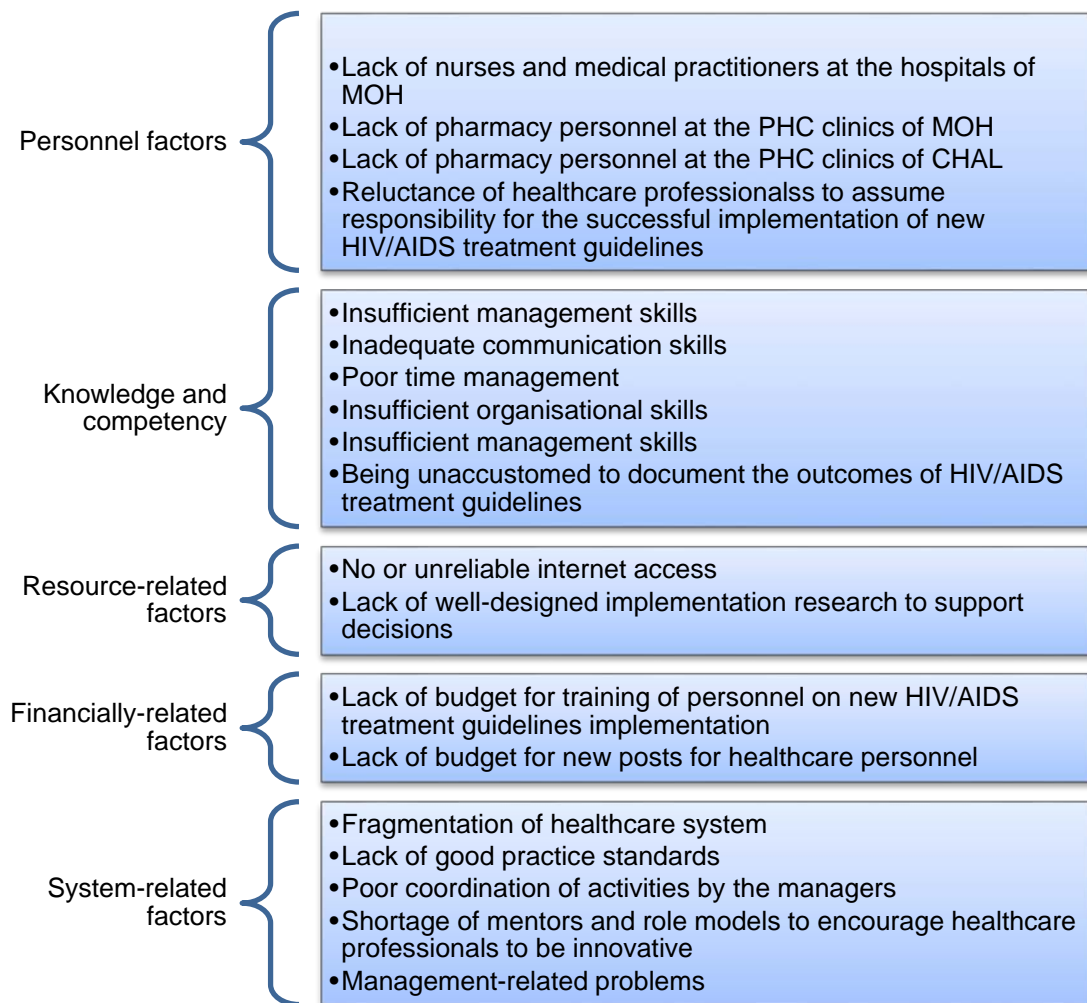 Personnel factors
•Lack of nurses and medical practitioners at the hospitals of
MOH
•Lack of pharmacy personnel at the PHC clinics of MOH
•Lack of pharmacy personnel at the PHC clinics of CHAL
•Reluctance of healthcare professionalss to assume
responsibility for the successful implementation of new
HIV/AIDS treatment guidelines
Knowledge and
competency
•Insufficient management skills
•Inadequate communication skills
•Poor time management
•Insufficient organisational skills
•Insufficient management skills
•Being unaccustomed to document the outcomes of HIV/AIDS
treatment guidelines
Resource-related
factors
•No or unreliable internet access
•Lack of well-designed implementation research to support
decisions
Financially-related
factors
•Lack of budget for training of personnel on new HIV/AIDS
treatment guidelines implementation
•Lack of budget for new posts for healthcare personnel
System-related
factors
•Fragmentation of healthcare system
•Lack of good practice standards
•Poor coordination of activities by the managers
•Shortage of mentors and role models to encourage healthcare
professionals to be innovative
•Management-related problems